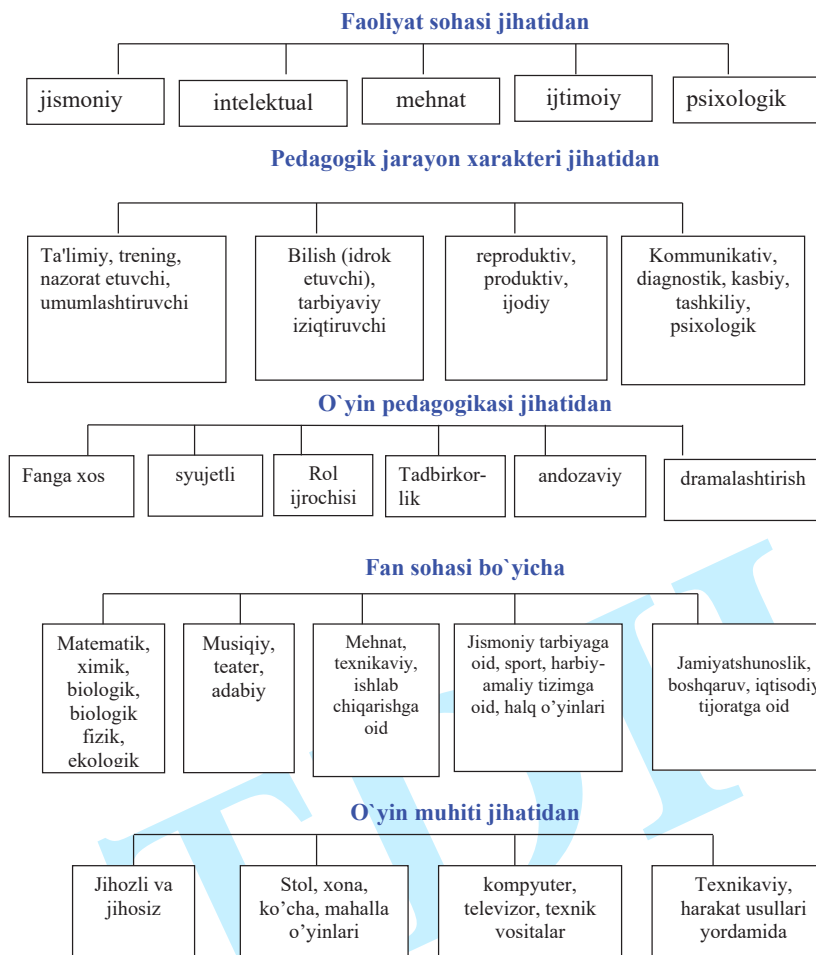 Faoliyat sohasi jihatidan
jismoniy
intelektual
mehnat
ijtimoiy
psixologik
Pedagogik jarayon xarakteri jihatidan
Ta'limiy, trening,
nazorat etuvchi,
umumlashtiruvchi
Bilish (idrok
etuvchi),
tarbiyaviy
iziqtiruvchi
reproduktiv,
produktiv,
ijodiy
Kommunikativ,
diagnostik, kasbiy,
tashkiliy,
psixologik
O`yin pedagogikasi jihatidan
Fanga xos
syujetli
Rol
ijrochisi
Tadbirkor-
lik
andozaviy
dramalashtirish
Fan sohasi bo`yicha
Matematik,
ximik,
biologik,
biologik
fizik,
ekologik
Musiqiy,
teater,
adabiy
Mehnat,
texnikaviy,
ishlab
chiqarishga
oid
Jismoniy tarbiyaga
oid, sport, harbiy-
amaliy tizimga
oid, halq o’yinlari
Jamiyatshunoslik,
boshqaruv, iqtisodiy
tijoratga oid
O`yin muhiti jihatidan
Jihozli va
jihosiz
Stol, xona,
ko’cha, mahalla
o’yinlari
kompyuter,
televizor, texnik
vositalar
Texnikaviy,
harakat usullari
yordamida